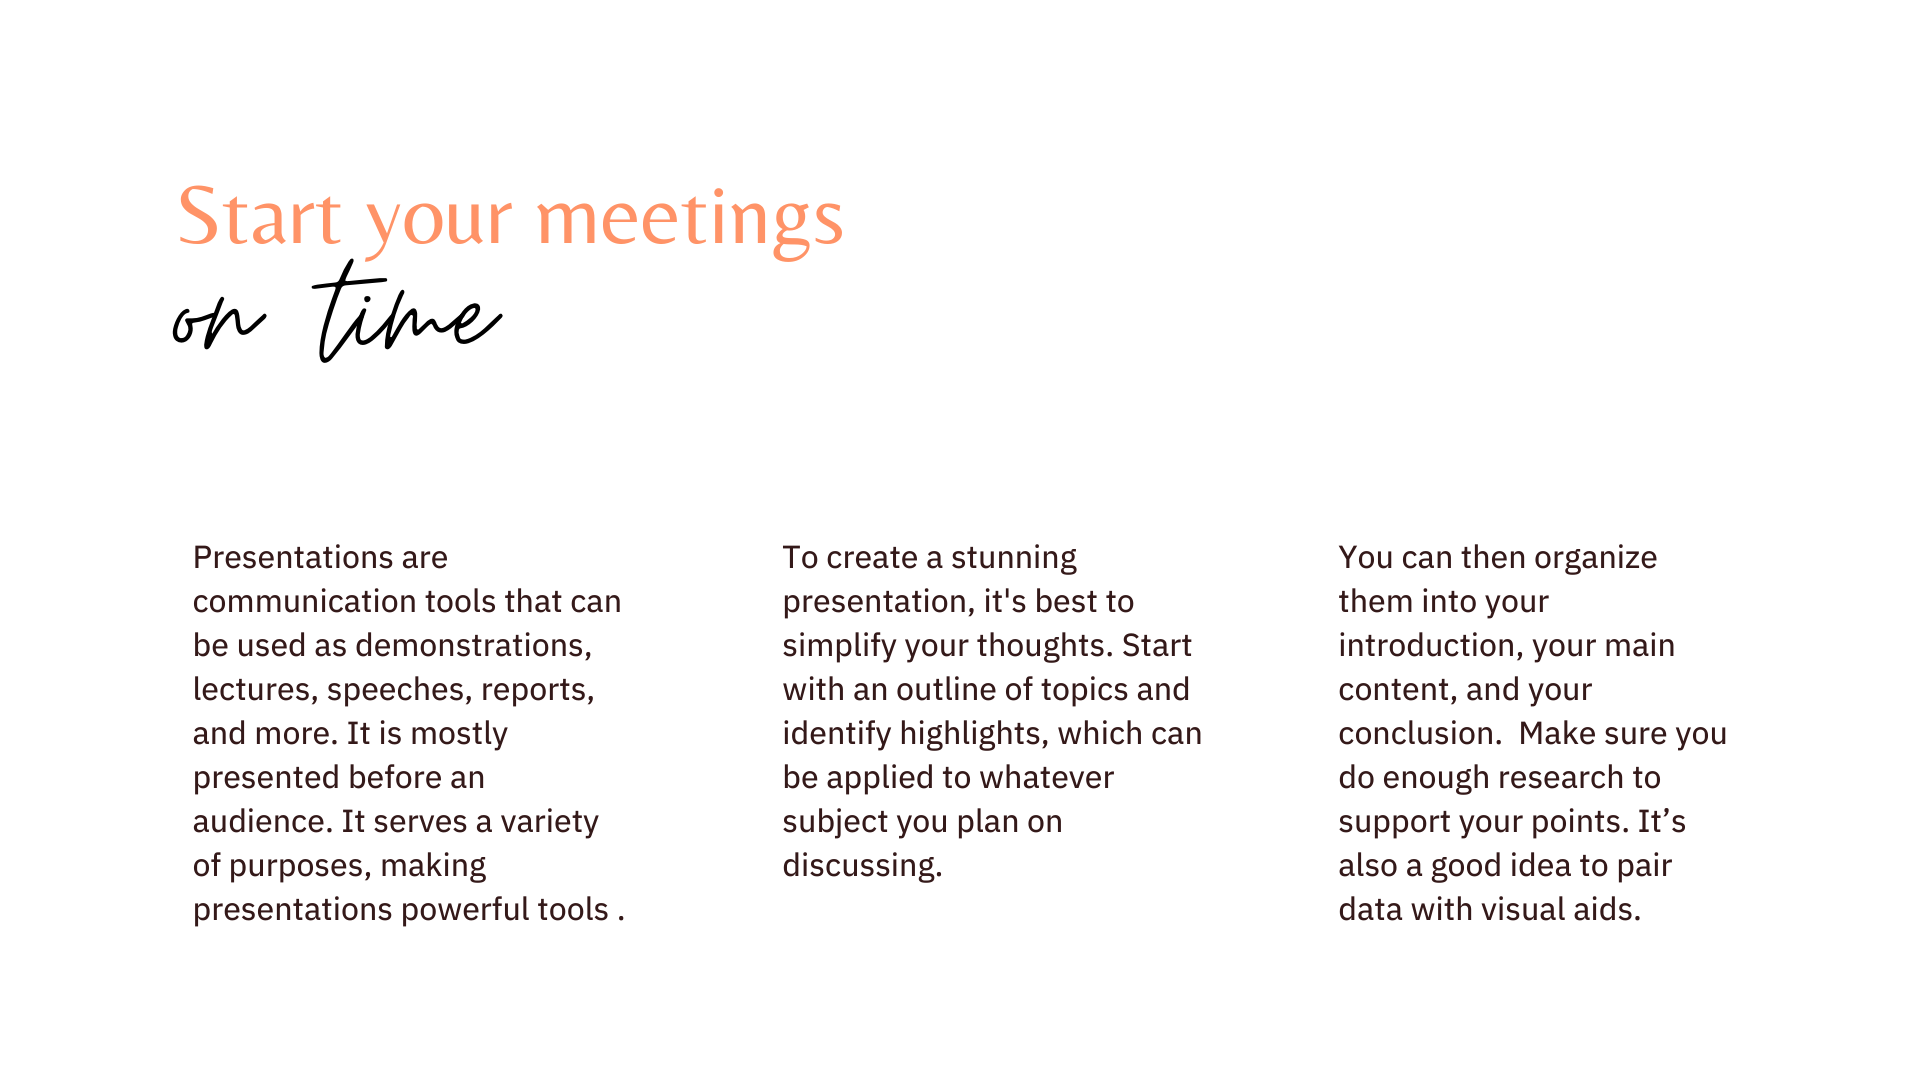 Start your meetings
on time
Presentations are
communication tools that can
be used as demonstrations,
lectures, speeches, reports,
and more. It is mostly
presented before an
audience. It serves a variety
of purposes, making
presentations powerful tools .
To create a stunning
presentation, it's best to
simplify your thoughts. Start
with an outline of topics and
identify highlights, which can
be applied to whatever
subject you plan on
discussing.
You can then organize
them into your
introduction, your main
content, and your
conclusion.  Make sure you
do enough research to
support your points. It’s
also a good idea to pair
data with visual aids.